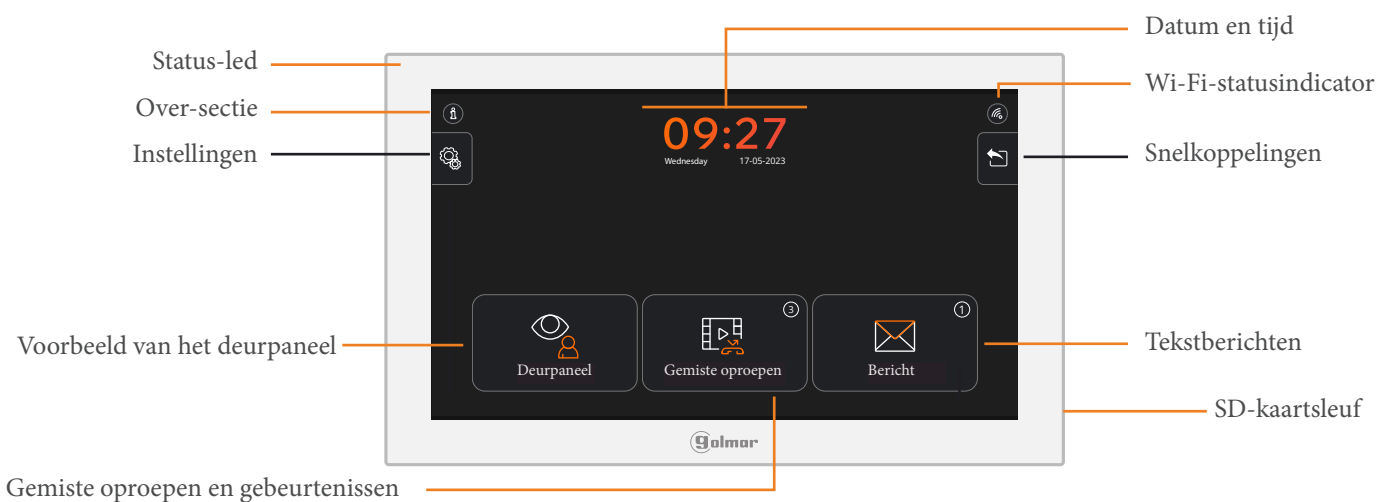 Datum en tijd
Status-led
Wi-Fi-statusindicator
Over-sectie
09:27
Instellingen
Snelkoppelingen
Wednesday 17-05-2023
3
1
Voorbeeld van het deurpaneel
Tekstberichten
Deurpaneel
Gemiste oproepen
Bericht
SD-kaartsleuf
golmar
Gemiste oproepen en gebeurtenissen